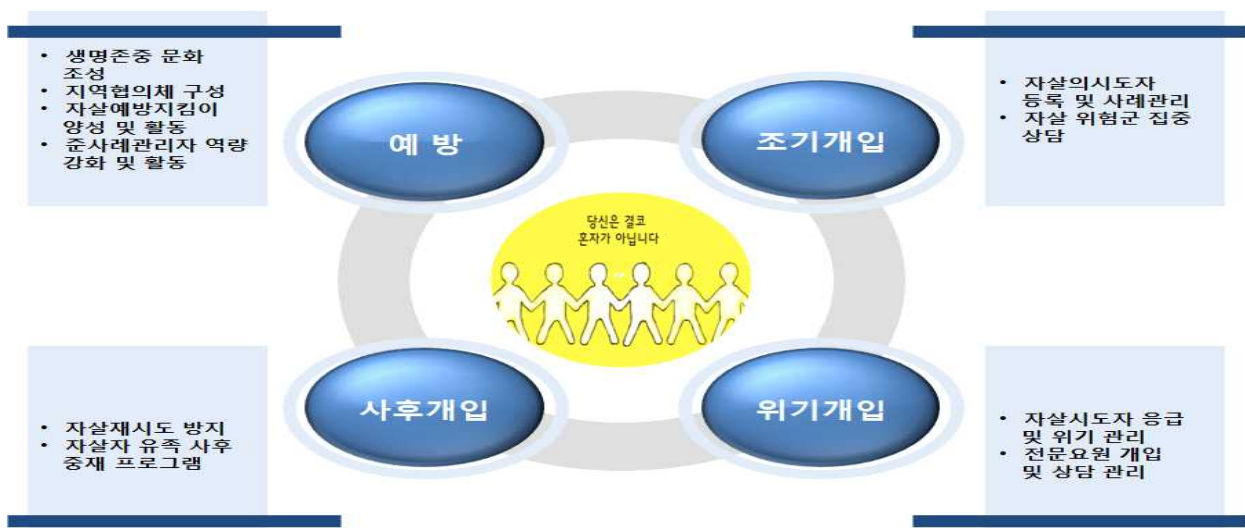 • 생명존중 문화
조성
• 지역협의체 구성
• 자살예방지킴이
양성 및 활동
• 준사례관리자 역량
강화 및 활동
예 방
조기개입
• 자살의시도자
등록 및 사례관리
• 자살 위험군 집중
상담
당신은 결코
혼자가 아닙니다
• 자살재시도 방지
• 자살자 유족 사후
중재 프로그램
사후개입
위기개입
• 자살시도자 응급
및 위기 관리
• 전문요원 개입
및 상담 관리